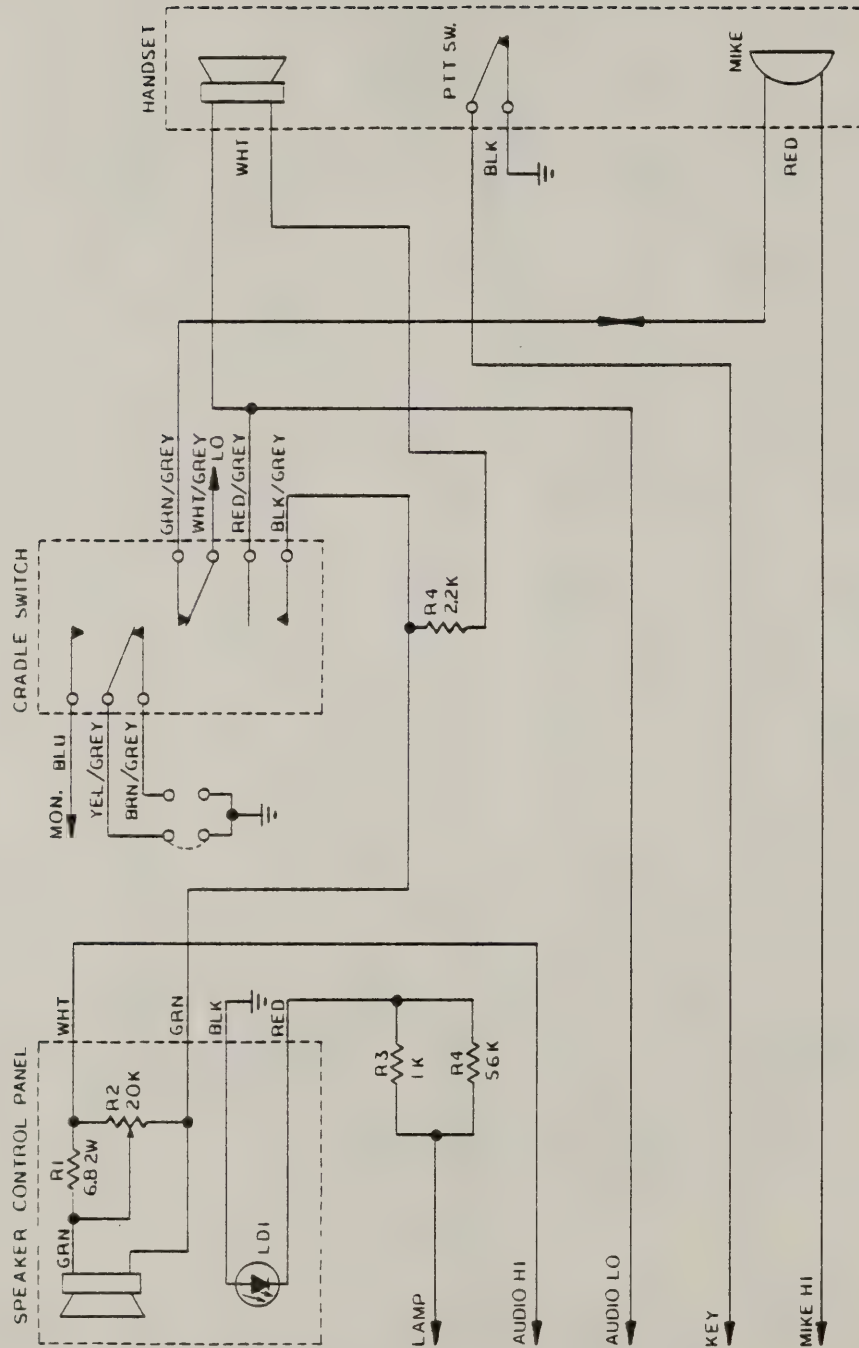 SPEAKER CONTROL PANEL
GRN
R1
6.8 2W
R2
20K
WHT
GRN
LD1
BLK
RED
R3
1K
R4
56K
LAMP
AUDIO HI
AUDIO LO
KEY
MIKE HI
CRADLE SWITCH
MON. BLU
YEL/GREY
BRN/GREY
GRN/GREY
WHT/GREY
LO
RED/GREY
BLK/GREY
R4
2.2K
HANDSET
WHT
PTT SW.
BLK
MIKE
RED